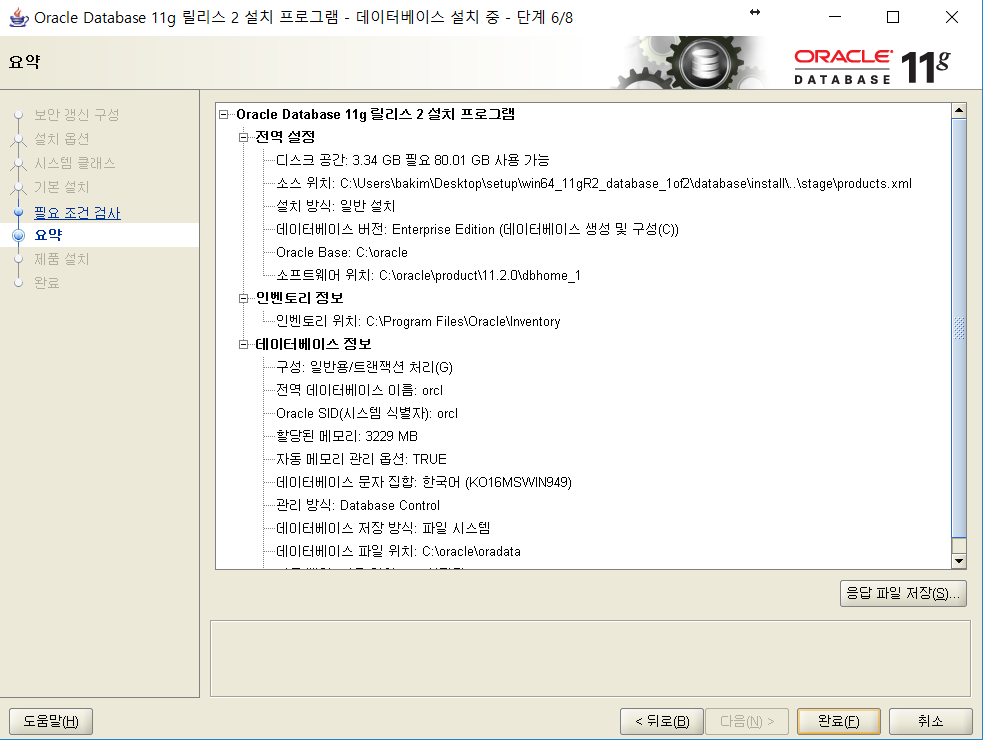 Oracle Database 11g 릴리스 2 설치 프로그램 - 데이터베이스 설치 중 - 단계 6/8
요약
ORACLE DATABASE 11g
보안 갱신 구성
설치 옵션
시스템 클래스
기본 설치
필요 조건 검사
요약
제품 설치
완료
Oracle Database 11g 릴리스 2 설치 프로그램
전역 설정
디스크 공간: 3.34 GB 필요 80.01 GB 사용 가능
소스 위치: C:\Users\bakim\Desktop\setup\win64_11gR2_database_1of2\database\install\..\stage\products.xml
설치 방식: 일반 설치
데이터베이스 버전: Enterprise Edition (데이터베이스 생성 및 구성(C))
Oracle Base: C:\oracle
소프트웨어 위치: C:\oracle\product\11.2.0\dbhome_1
인벤토리 정보
인벤토리 위치: C:\Program Files\Oracle\Inventory
데이터베이스 정보
구성: 일반용/트랜잭션 처리(G)
전역 데이터베이스 이름: orcl
Oracle SID(시스템 식별자): orcl
할당된 메모리: 3229 MB
자동 메모리 관리 옵션: TRUE
데이터베이스 문자 집합: 한국어 (KO16MSWIN949)
관리 방식: Database Control
데이터베이스 저장 방식: 파일 시스템
데이터베이스 파일 위치: C:\oracle\oradata
응답 파일 저장(S)...
도움말(H)
< 뒤로(B)
다음(N) >
완료(F)
취소